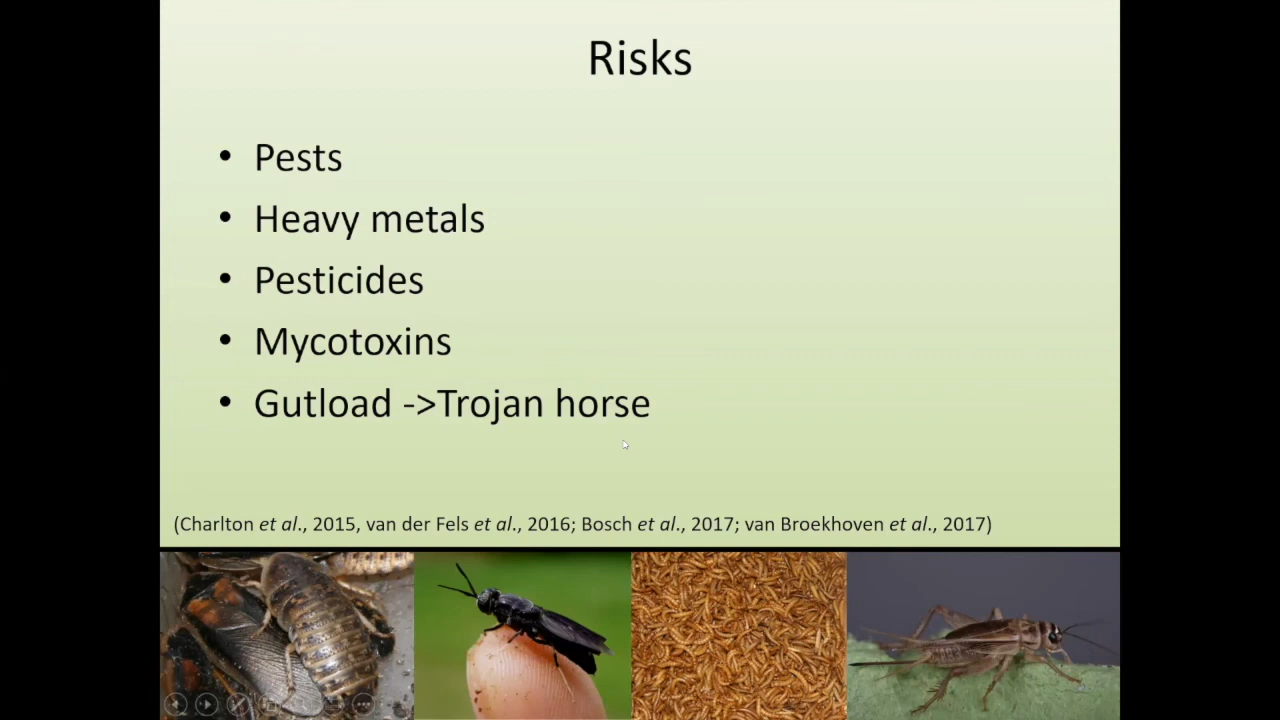 Risks
• Pests
• Heavy metals
• Pesticides
• Mycotoxins
• Gutload ->Trojan horse
(Charlton et al., 2015, van der Fels et al., 2016; Bosch et al., 2017; van Broekhoven et al., 2017)